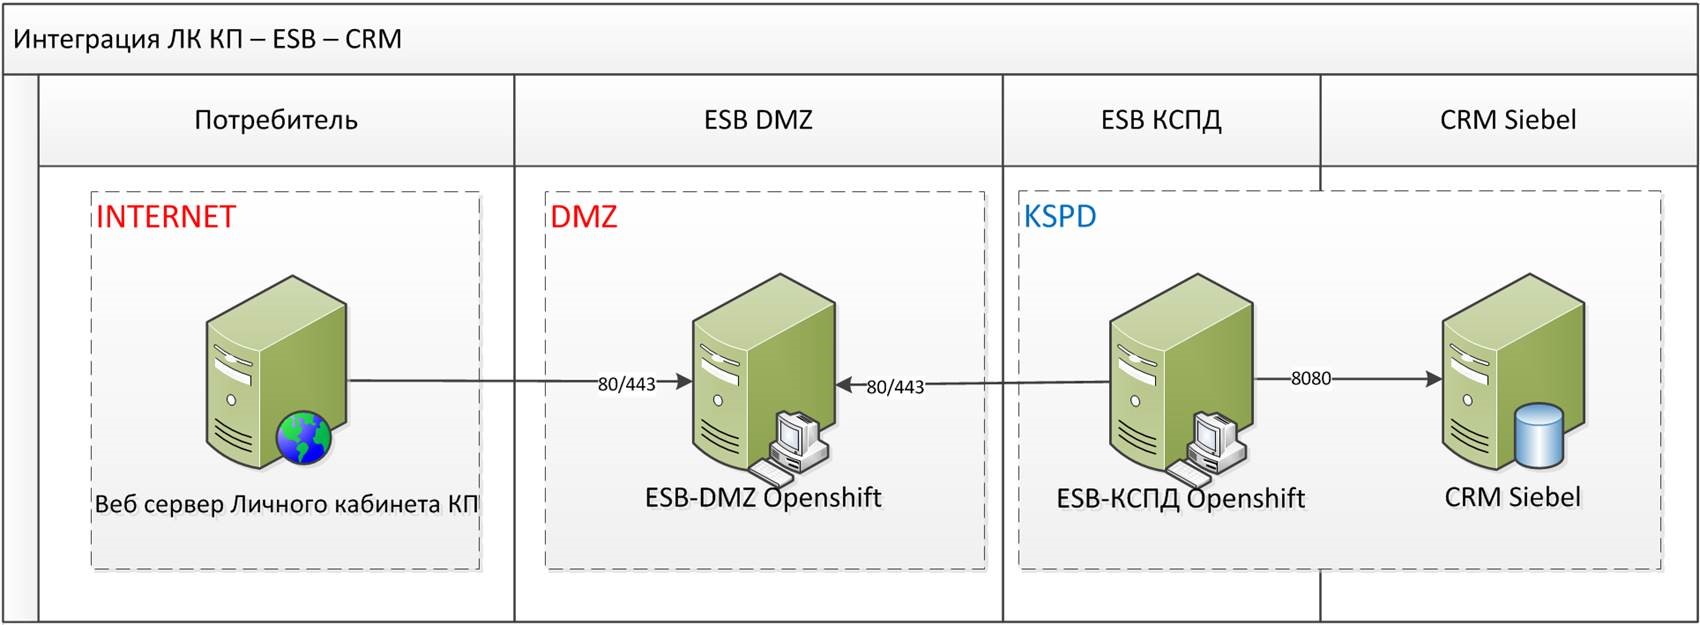 Интеграция ЛК КП – ESB – CRM
Потребитель
ESB DMZ
ESB КСПД
CRM Siebel
INTERNET
DMZ
KSPD
80/443
80/443
8080
Веб сервер Личного кабинета КП
ESB-DMZ Openshift
ESB-КСПД Openshift
CRM Siebel